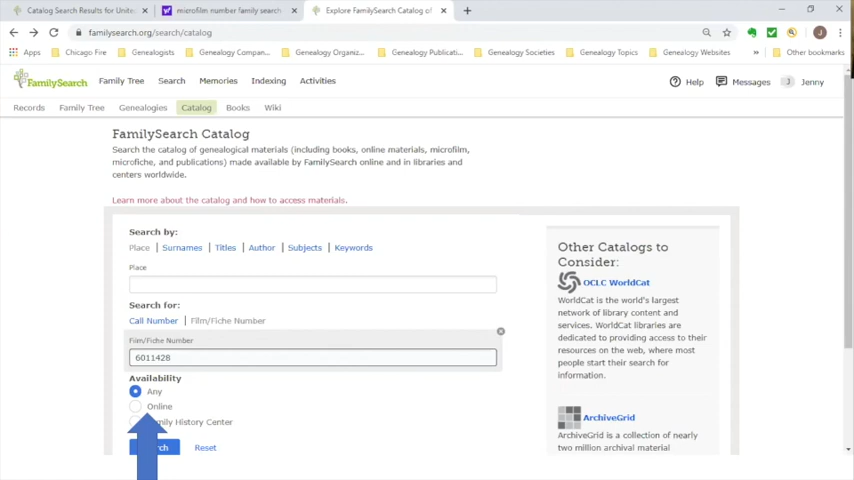 Catalog Search Results for Unite
microfilm number family search
Explore FamilySearch Catalog of
familysearch.org/search/catalog
Apps
Chicago Fire
Genealogists
Genealogy Compan...
Genealogy Organiz...
Genealogy Publicati...
Genealogy Societies
Genealogy Topics
Genealogy Websites
»
Other bookmarks
FamilySearch
Family Tree
Search
Memories
Indexing
Activities
Help
Messages
J
Jenny
Records
Family Tree
Genealogies
Catalog
Books
Wiki
FamilySearch Catalog
Search the catalog of genealogical materials (including books, online materials, microfilm,
microfiche, and publications) made available by FamilySearch online and in libraries and
centers worldwide.
Learn more about the catalog and how to access materials.
Search by:
Place | Surnames | Titles | Author | Subjects | Keywords
Place
Search for:
Call Number | Film/Fiche Number
Film/Fiche Number
6011428
Availability
Any
Online
mily History Center
rch
Reset
Other Catalogs to
Consider:
OCLC WorldCat
WorldCat is the world's largest
network of library content and
services. WorldCat libraries are
dedicated to providing access to their
resources on the web, where most
people start their search for
information.
ArchiveGrid
ArchiveGrid is a collection of nearly
two million archival material